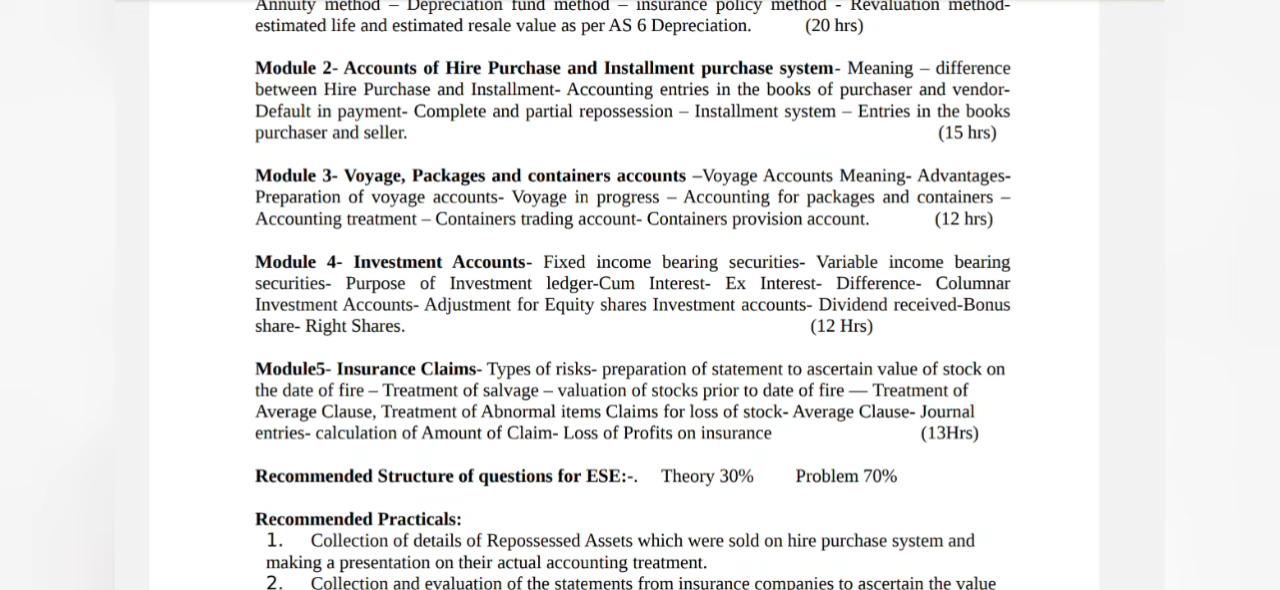 Annuity method – Depreciation fund method – insurance policy method - Revaluation method-
estimated life and estimated resale value as per AS 6 Depreciation. (20 hrs)
Module 2- Accounts of Hire Purchase and Installment purchase system- Meaning – difference
between Hire Purchase and Installment- Accounting entries in the books of purchaser and vendor-
Default in payment- Complete and partial repossession – Installment system – Entries in the books
purchaser and seller. (15 hrs)
Module 3- Voyage, Packages and containers accounts –Voyage Accounts Meaning- Advantages-
Preparation of voyage accounts- Voyage in progress – Accounting for packages and containers –
Accounting treatment – Containers trading account- Containers provision account. (12 hrs)
Module 4- Investment Accounts- Fixed income bearing securities- Variable income bearing
securities- Purpose of Investment ledger-Cum Interest- Ex Interest- Difference- Columnar
Investment Accounts- Adjustment for Equity shares Investment accounts- Dividend received-Bonus
share- Right Shares. (12 Hrs)
Module5- Insurance Claims- Types of risks- preparation of statement to ascertain value of stock on
the date of fire – Treatment of salvage – valuation of stocks prior to date of fire –– Treatment of
Average Clause, Treatment of Abnormal items Claims for loss of stock- Average Clause- Journal
entries- calculation of Amount of Claim- Loss of Profits on insurance (13Hrs)
Recommended Structure of questions for ESE:-. Theory 30% Problem 70%
Recommended Practicals:
1. Collection of details of Repossessed Assets which were sold on hire purchase system and
making a presentation on their actual accounting treatment.
2. Collection and evaluation of the statements from insurance companies to ascertain the value